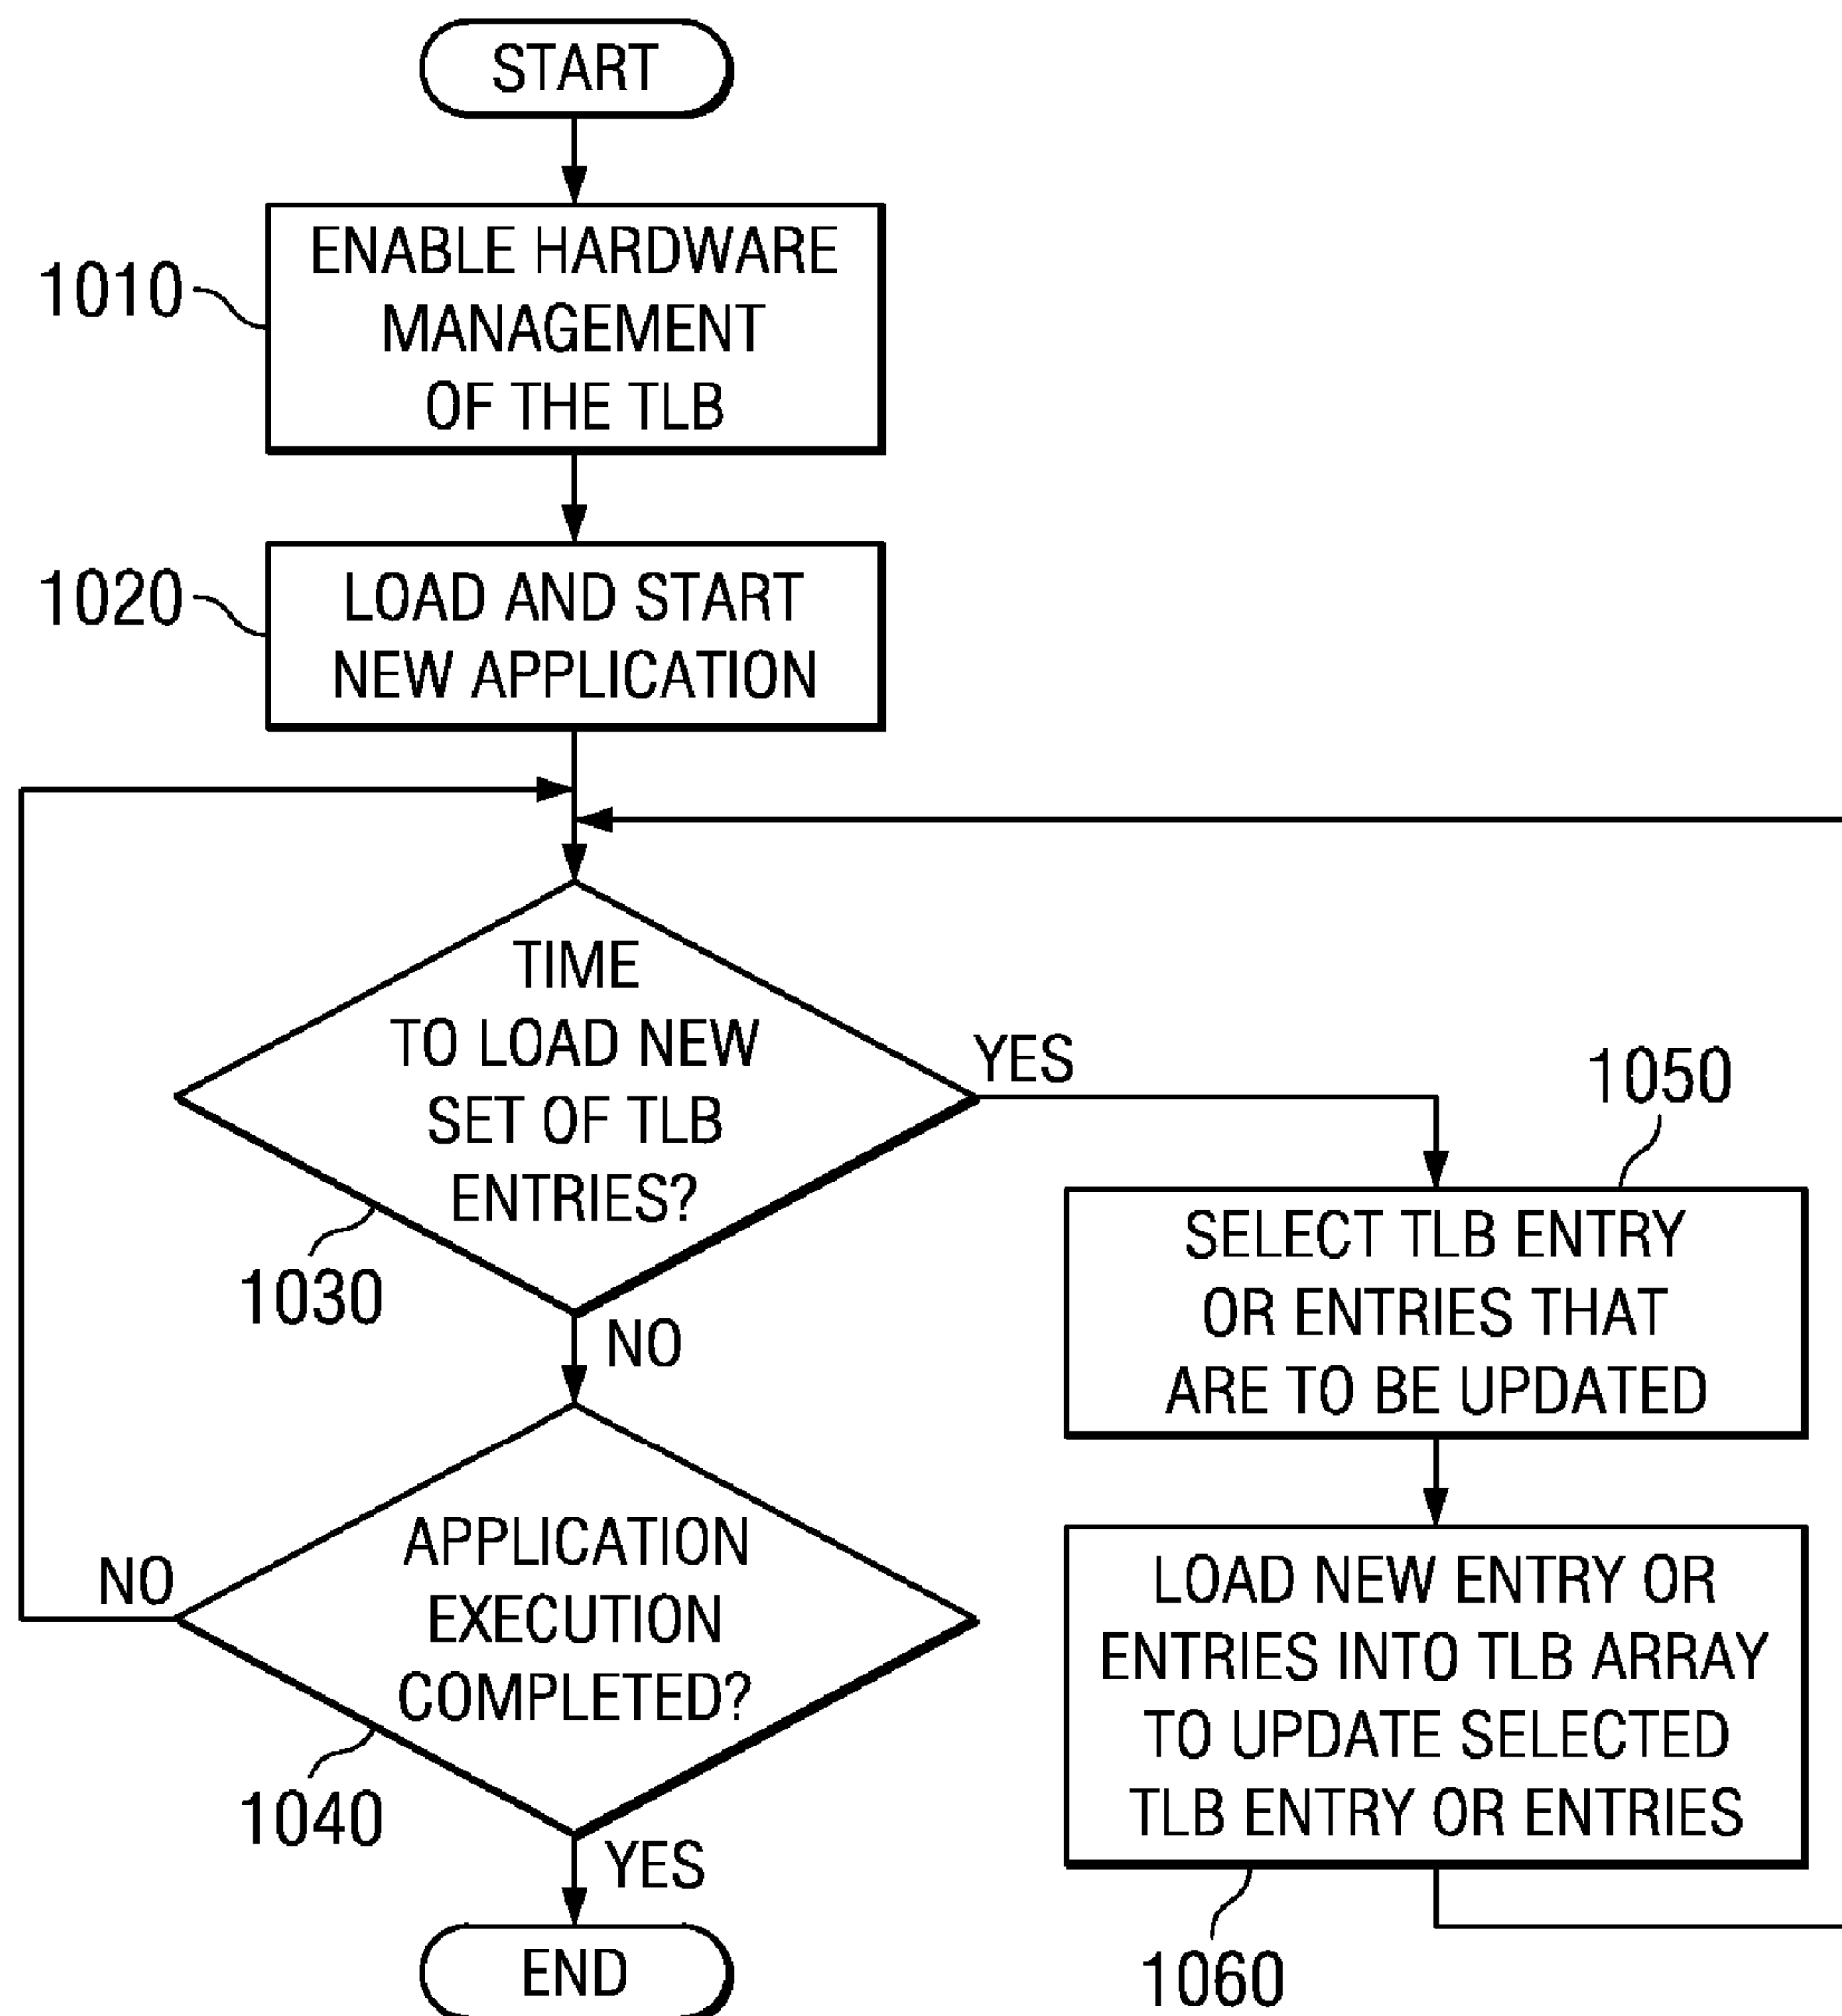 START
1010
ENABLE HARDWARE
MANAGEMENT
OF THE TLB
1020
LOAD AND START
NEW APPLICATION
TIME
TO LOAD NEW
SET OF TLB
ENTRIES?
1030
YES
NO
1050
SELECT TLB ENTRY
OR ENTRIES THAT
ARE TO BE UPDATED
APPLICATION
EXECUTION
COMPLETED?
NO
1040
YES
LOAD NEW ENTRY OR
ENTRIES INTO TLB ARRAY
TO UPDATE SELECTED
TLB ENTRY OR ENTRIES
1060
END